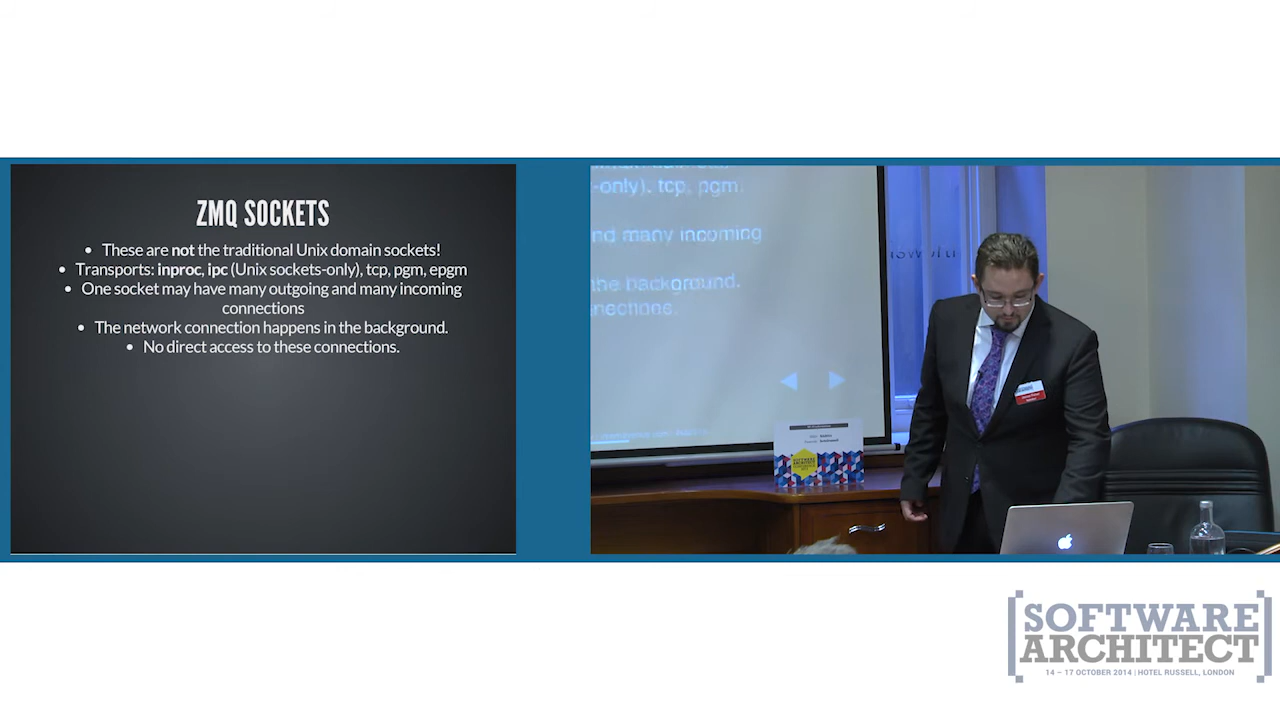 ZMQ SOCKETS
• These are not the traditional Unix domain sockets!
• Transports: inproc, ipc (Unix sockets-only), tcp, pgm, epgm
• One socket may have many outgoing and many incoming
connections
• The network connection happens in the background.
• No direct access to these connections.
-only), tcp, pgm,
nd many incoming
the background.
nections.
SOFTWARE
ARCHITECT
[SOFTWARE
ARCHITECT]
14 – 17 OCTOBER 2014 | HOTEL RUSSELL, LONDON